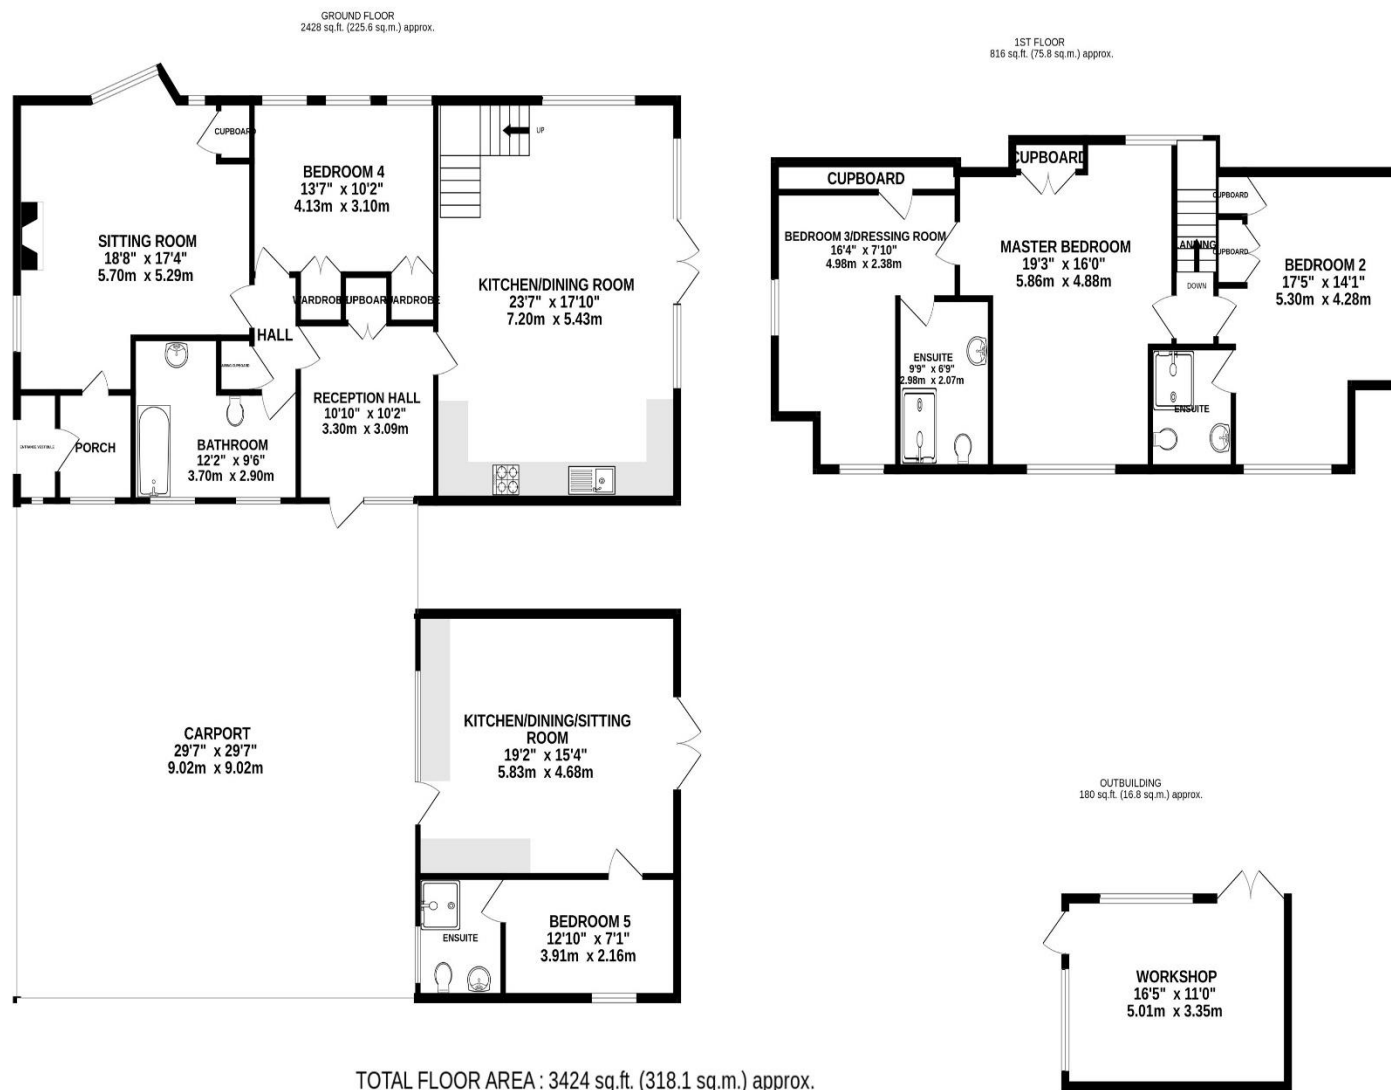 GROUND FLOOR
2428 sq.ft. (225.6 sq.m.) approx.
1ST FLOOR
816 sq.ft. (75.8 sq.m.) approx.
CUPBOARD
UP
BEDROOM 4
13'7" x 10'2"
4.13m x 3.10m
SITTING ROOM
18'8" x 17'4"
5.70m x 5.29m
KITCHEN/DINING ROOM
23'7" x 17'10"
7.20m x 5.43m
WARDROBE
CUPBOARD
WARDROBE
HALL
RECEPTION HALL
10'10" x 10'2"
3.30m x 3.09m
BATHROOM
12'2" x 9'6"
3.70m x 2.90m
PORCH
ENTRANCE VESTIBULE
CARPORT
29'7" x 29'7"
9.02m x 9.02m
KITCHEN/DINING/SITTING
ROOM
19'2" x 15'4"
5.83m x 4.68m
BEDROOM 5
12'10" x 7'1"
3.91m x 2.16m
ENSUITE
CUPBOARD
CUPBOARD
BEDROOM 3/DRESSING ROOM
16'4" x 7'10"
4.98m x 2.38m
MASTER BEDROOM
19'3" x 16'0"
5.86m x 4.88m
LANDING
DOWN
CUPBOARD
CUPBOARD
BEDROOM 2
17'5" x 14'1"
5.30m x 4.28m
ENSUITE
9'9" x 6'9"
2.98m x 2.07m
ENSUITE
OUTBUILDING
180 sq.ft. (16.8 sq.m.) approx.
WORKSHOP
16'5" x 11'0"
5.01m x 3.35m
TOTAL FLOOR AREA : 3424 sq.ft. (318.1 sq.m.) approx.